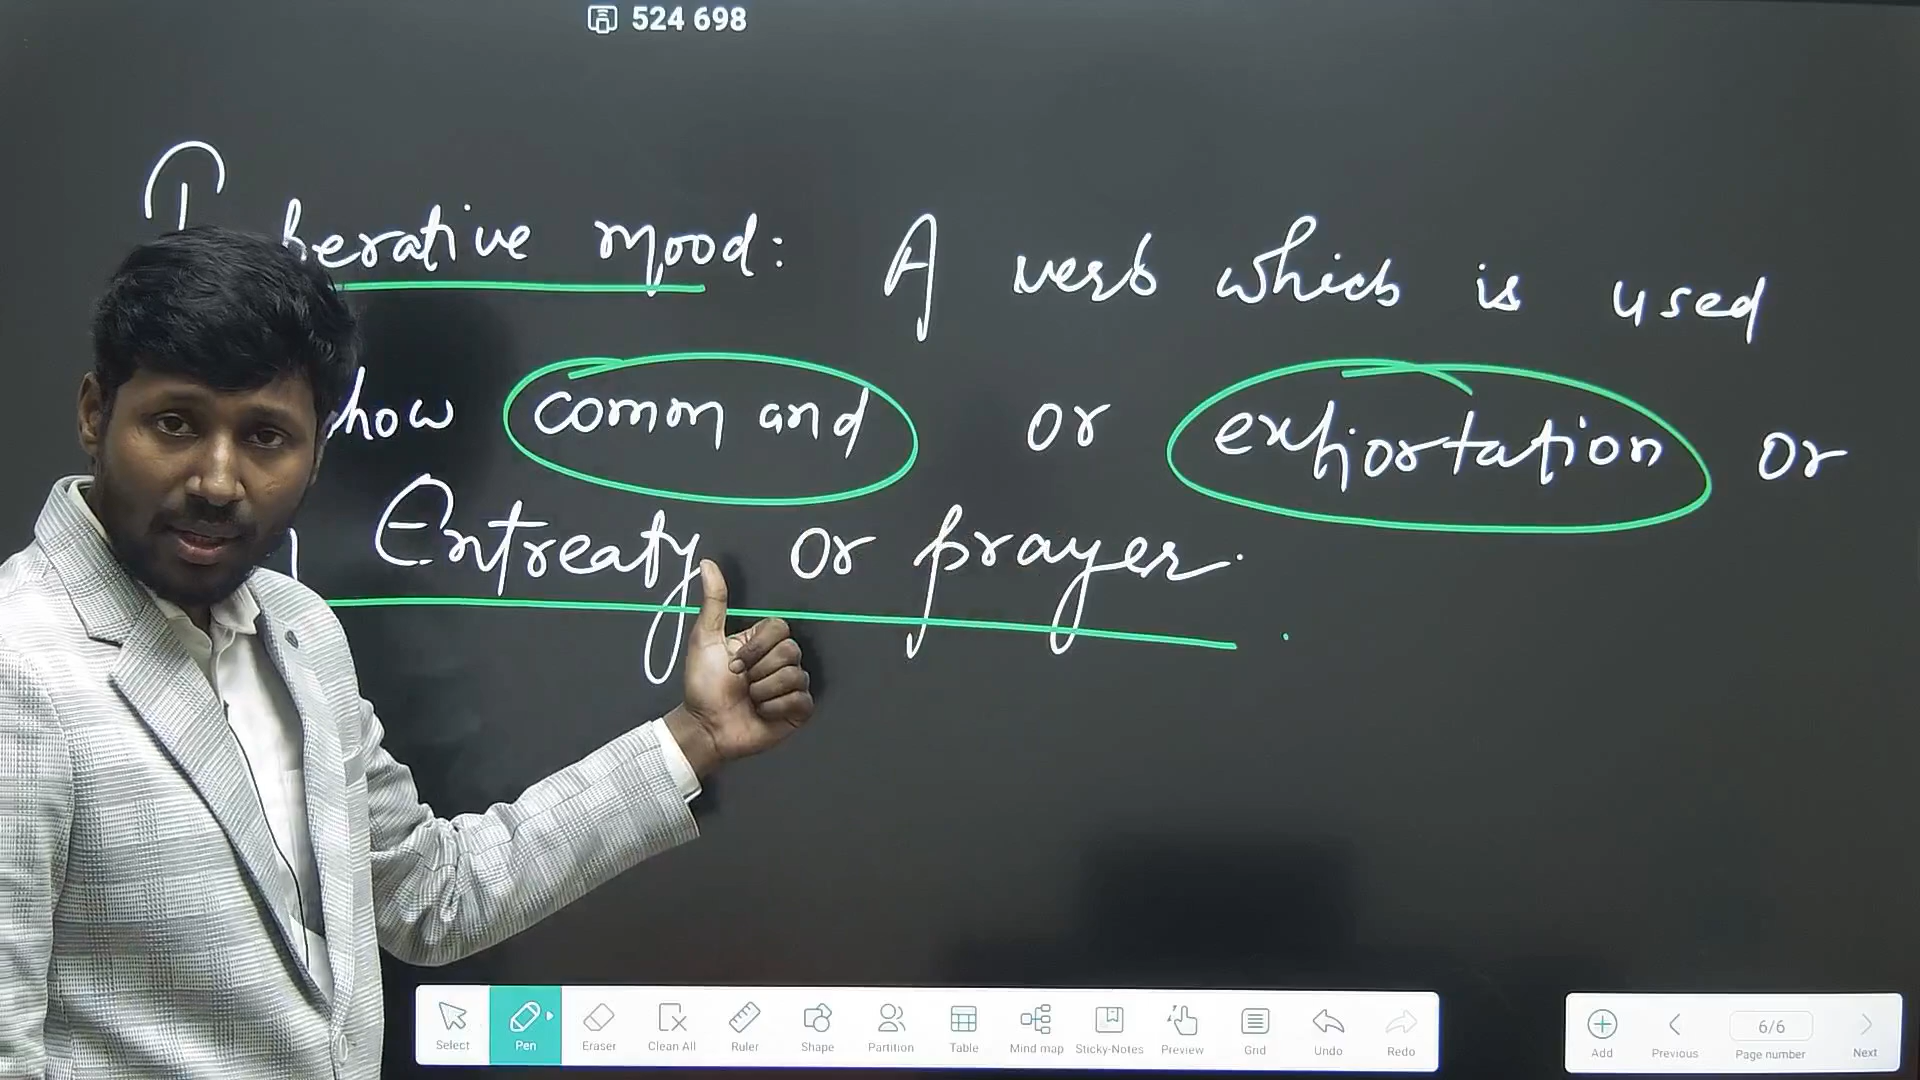 524 698
perative mood: A verb which is used
show command or exhortation or
Entreaty or prayer.
Select Pen Eraser Clean All Ruler Shape Partition Table Mind map Sticky-Notes Preview Grid Undo Redo
Add Previous 6/6 Page number Next